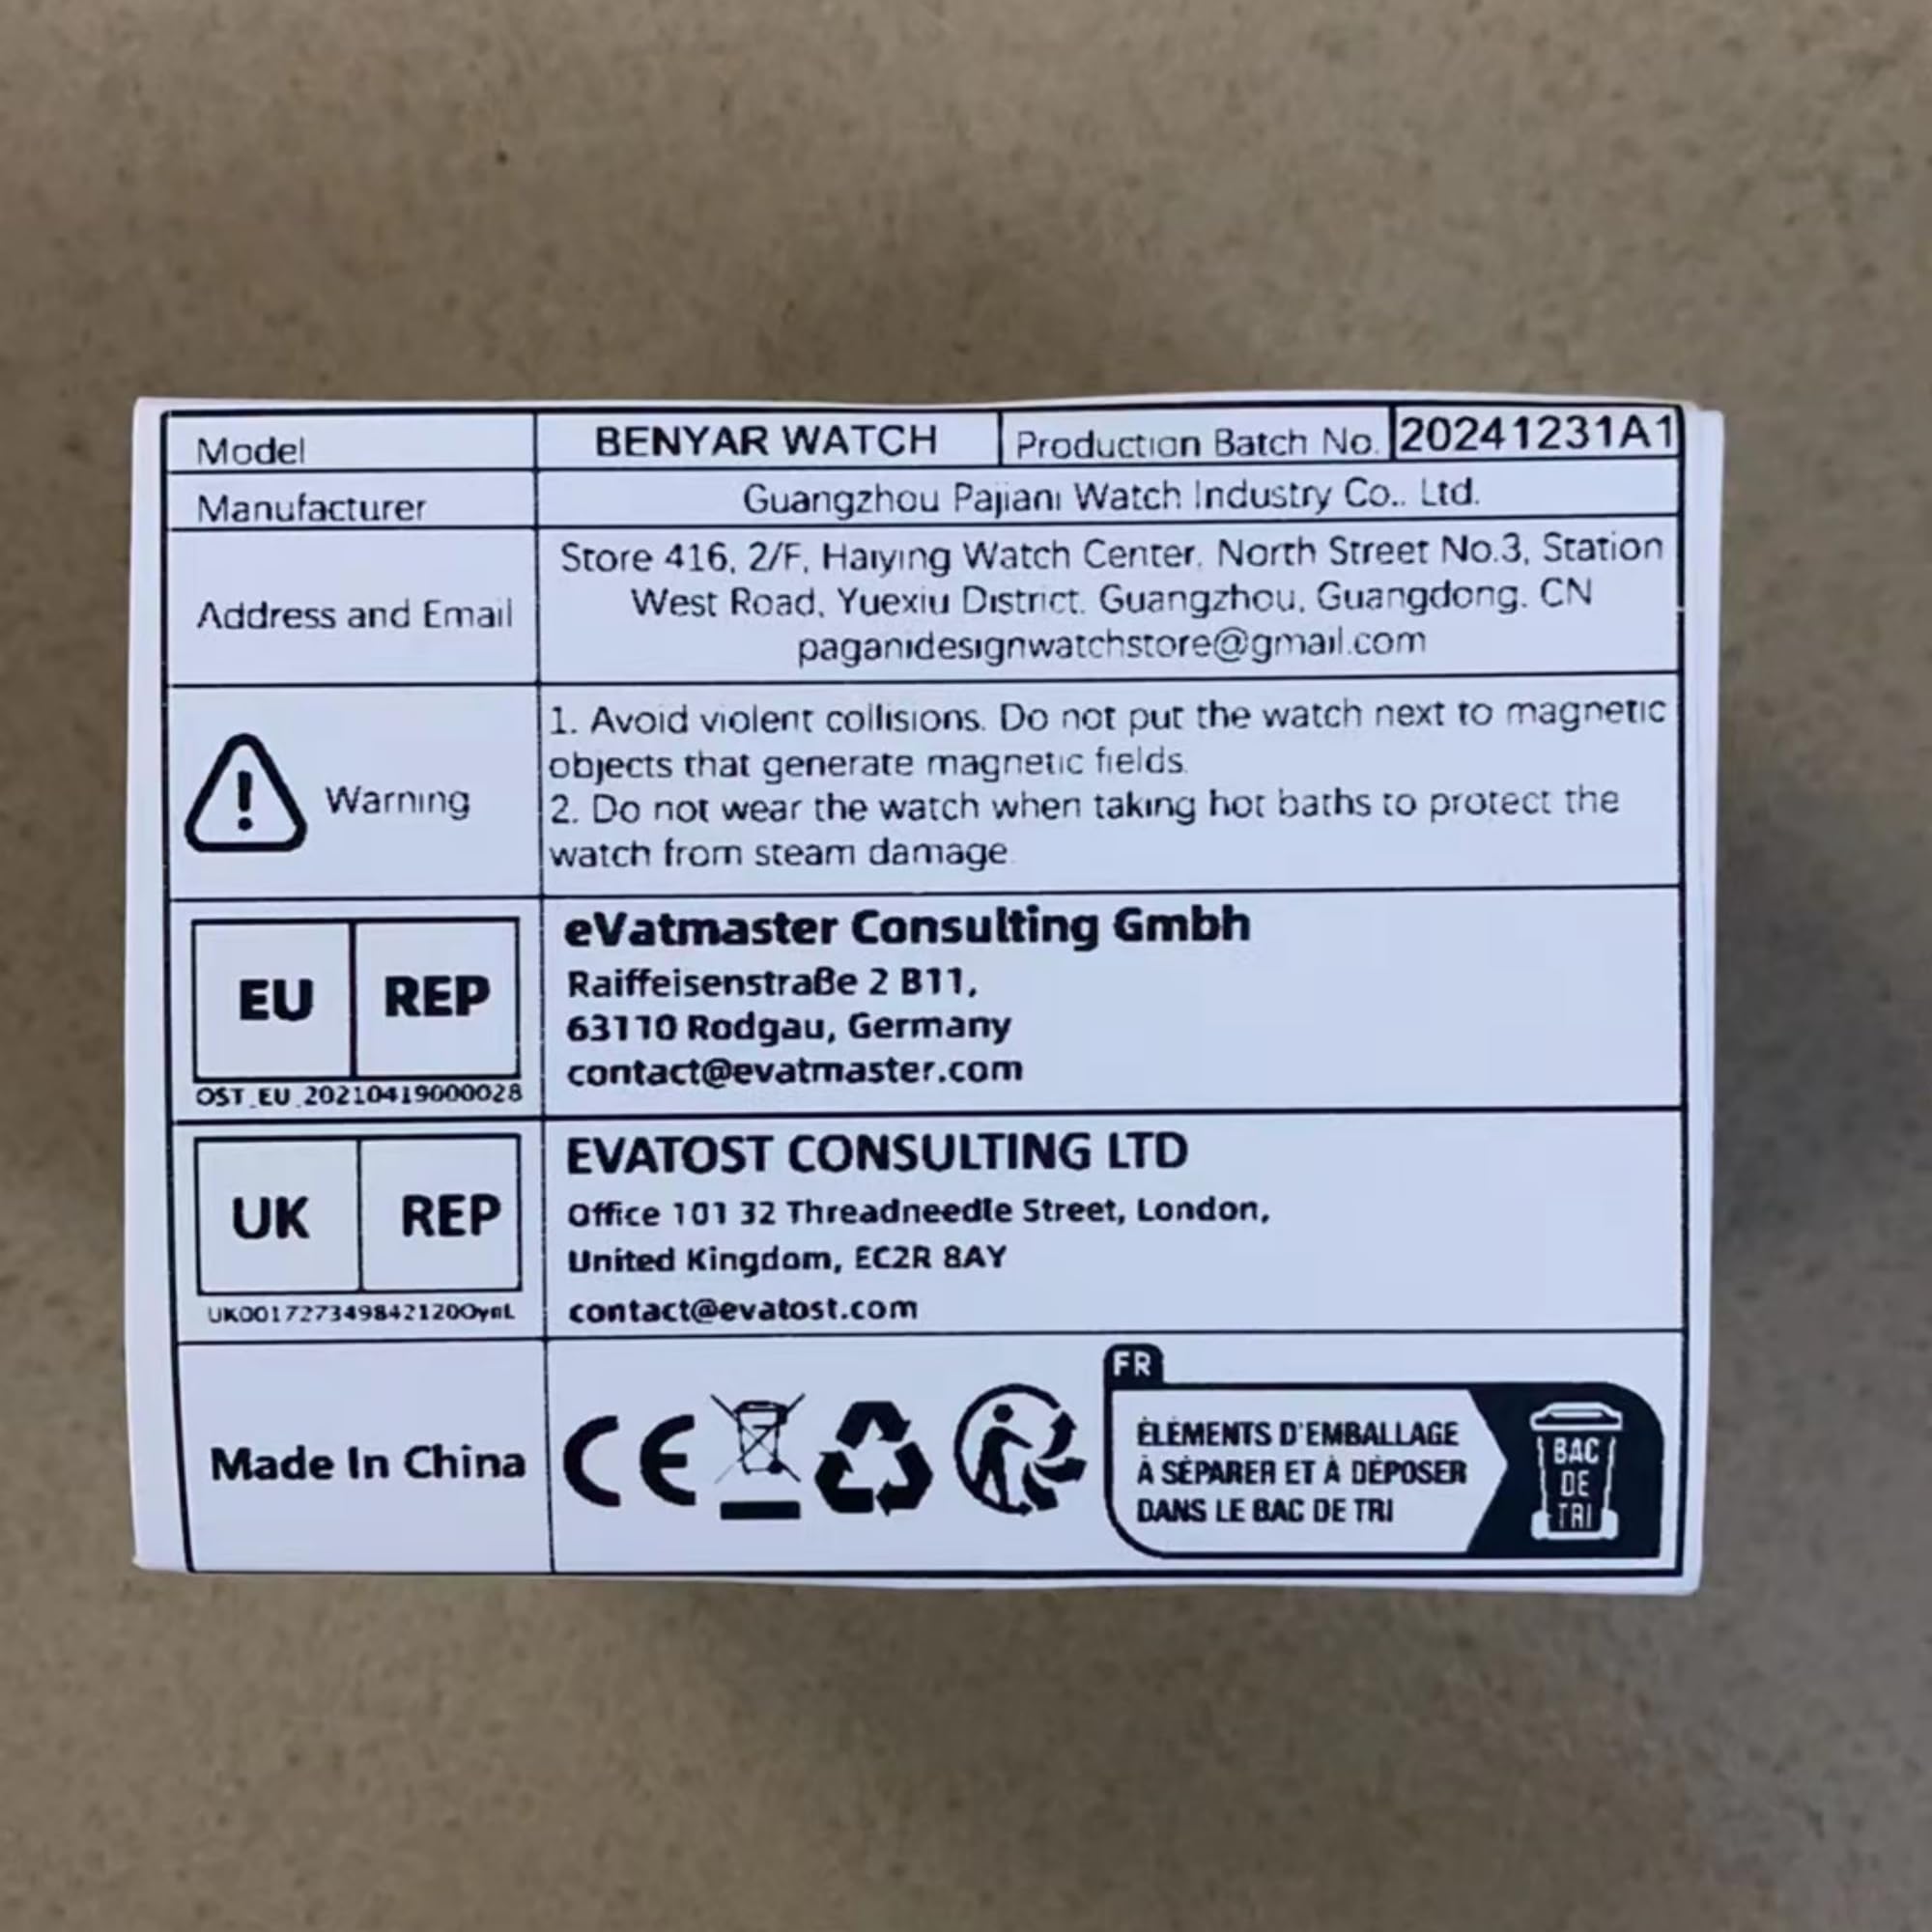 Model BENYAR WATCH Production Batch No. 20241231A1
Manufacturer Guangzhou Pajiani Watch Industry Co.. Ltd.
Address and Email
Store 416, 2/F, Haiying Watch Center, North Street No.3, Station
West Road, Yuexiu District. Guangzhou, Guangdong. CN
paganidesignwatchstore@gmail.com
Warning
1. Avoid violent collisions. Do not put the watch next to magnetic
objects that generate magnetic fields.
2. Do not wear the watch when taking hot baths to protect the
watch from steam damage
EU REP
OST_EU_20210419000028
eVatmaster Consulting Gmbh
Raiffeisenstraße 2 B11,
63110 Rodgau, Germany
contact@evatmaster.com
UK REP
EVATOST CONSULTING LTD
Office 101 32 Threadneedle Street, London,
United Kingdom, EC2R 8AY
contact@evatost.com
Made In China
CE
FR
ÉLÉMENTS D'EMBALLAGE
À SÉPARER ET À DÉPOSER
DANS LE BAC DE TRI
BAC
DE
TRI